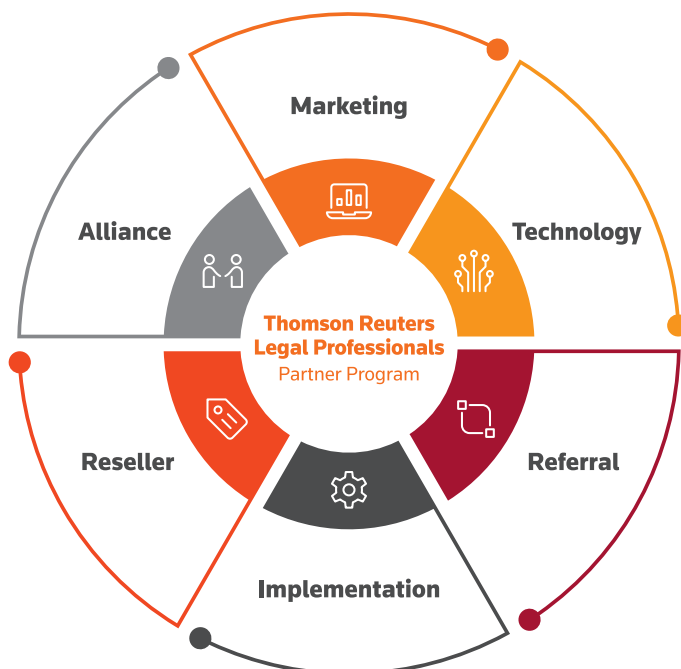 Marketing
Alliance
Technology
Thomson Reuters
Legal Professionals
Partner Program
Reseller
Referral
Implementation